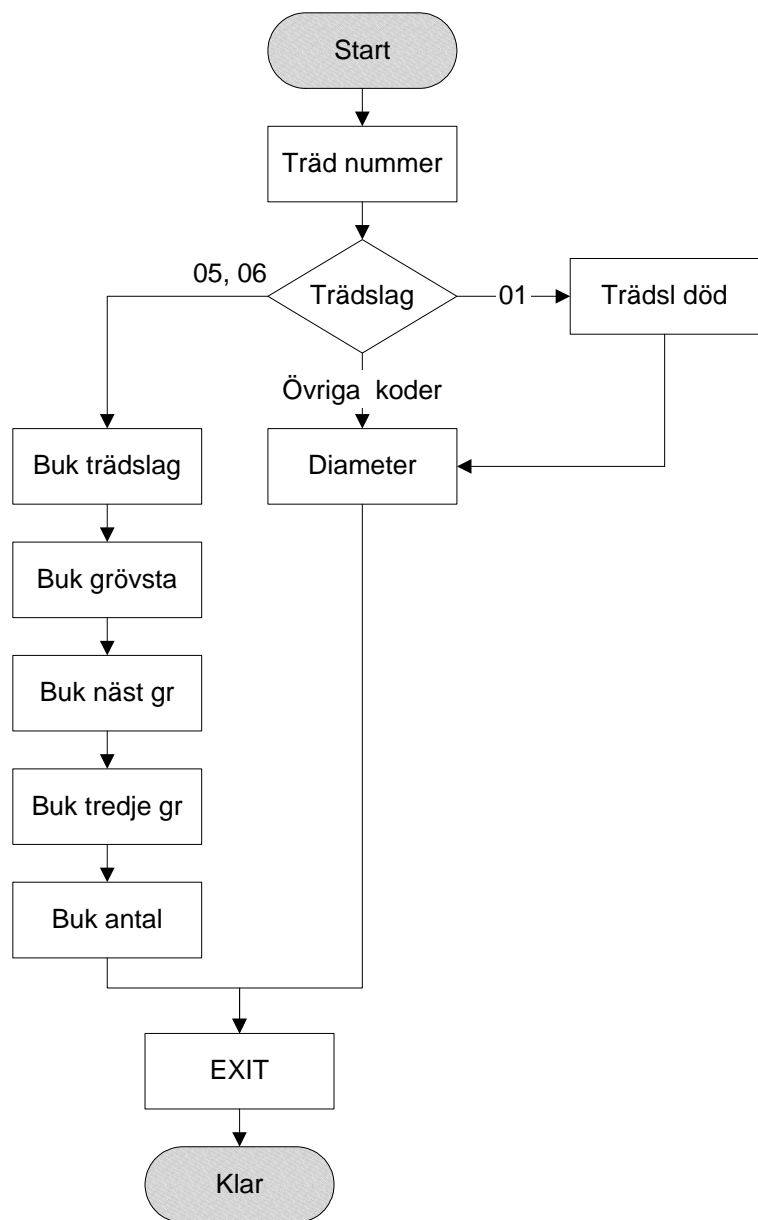 Start
Träd nummer
05, 06
Trädslag
01
Trädsl död
Övriga koder
Buk trädslag
Diameter
Buk grövsta
Buk näst gr
Buk tredje gr
Buk antal
EXIT
Klar